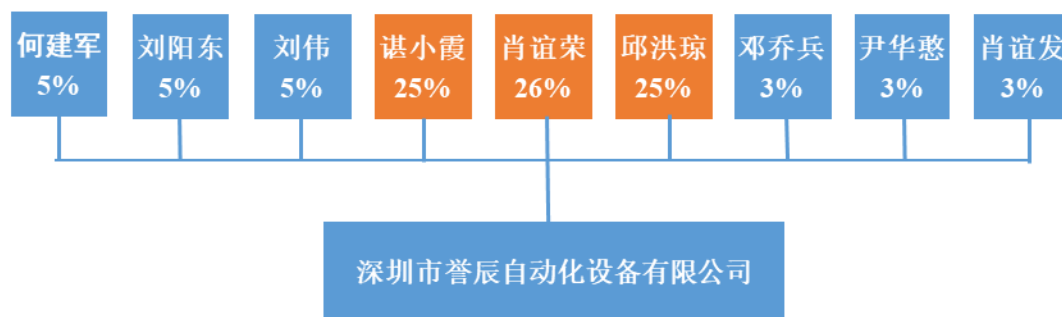 何建军
5%
刘阳东
5%
刘伟
5%
谌小霞
25%
肖谊荣
26%
邱洪琼
25%
邓乔兵
3%
尹华憨
3%
肖谊发
3%
深圳市誉辰自动化设备有限公司